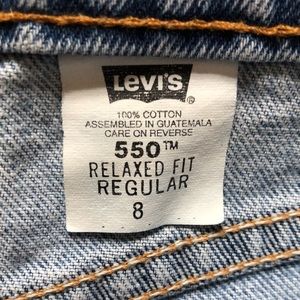 LEVI'S ®
100% COTTON
ASSEMBLED IN GUATEMALA
CARE ON REVERSE
550™
RELAXED FIT
REGULAR
8